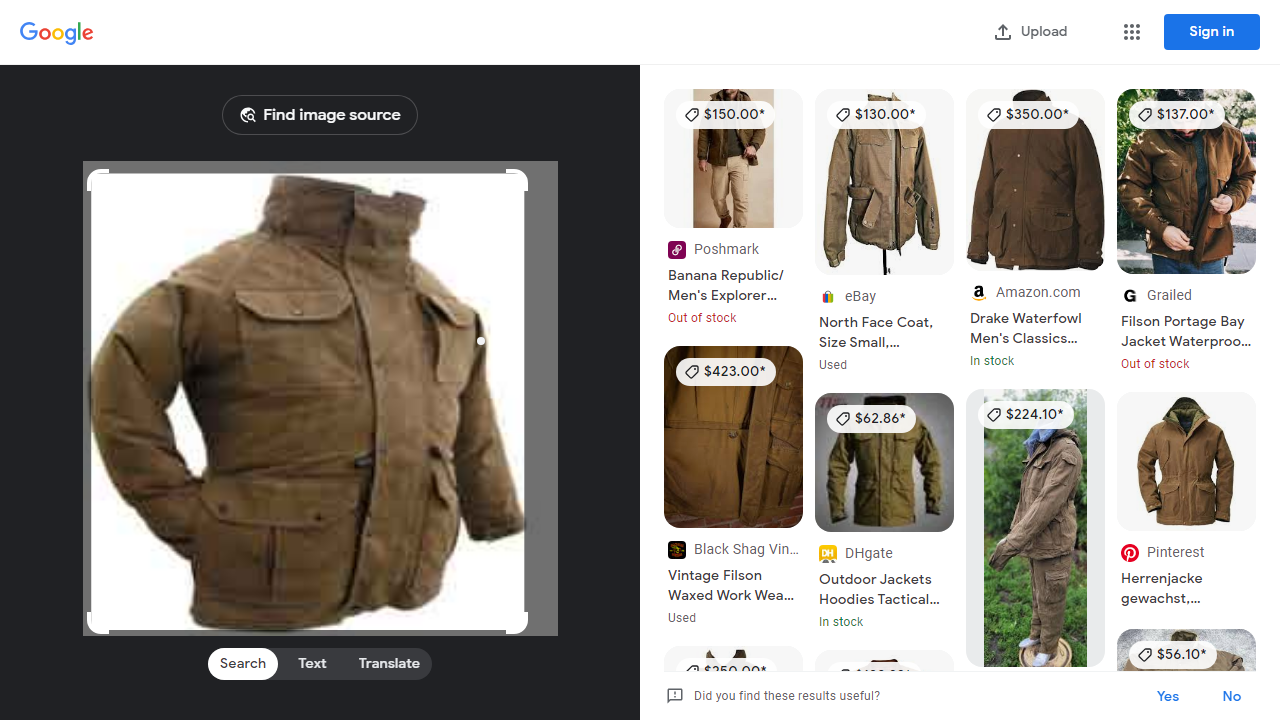 Google
Upload
Sign in
Find image source
Search
Text
Translate
$150.00*
Poshmark
Banana Republic/
Men's Explorer...
Out of stock
$423.00*
Black Shag Vin...
Vintage Filson
Waxed Work Wea...
Used
$130.00*
eBay
North Face Coat,
Size Small,...
Used
$62.86*
DHgate
Outdoor Jackets
Hoodies Tactical...
In stock
$350.00*
Amazon.com
Drake Waterfowl
Men's Classics...
In stock
$224.10*
$137.00*
Grailed
Filson Portage Bay
Jacket Waterproo...
Out of stock
Pinterest
Herrenjacke
gewachst,...
$56.10*
Did you find these results useful?
Yes
No